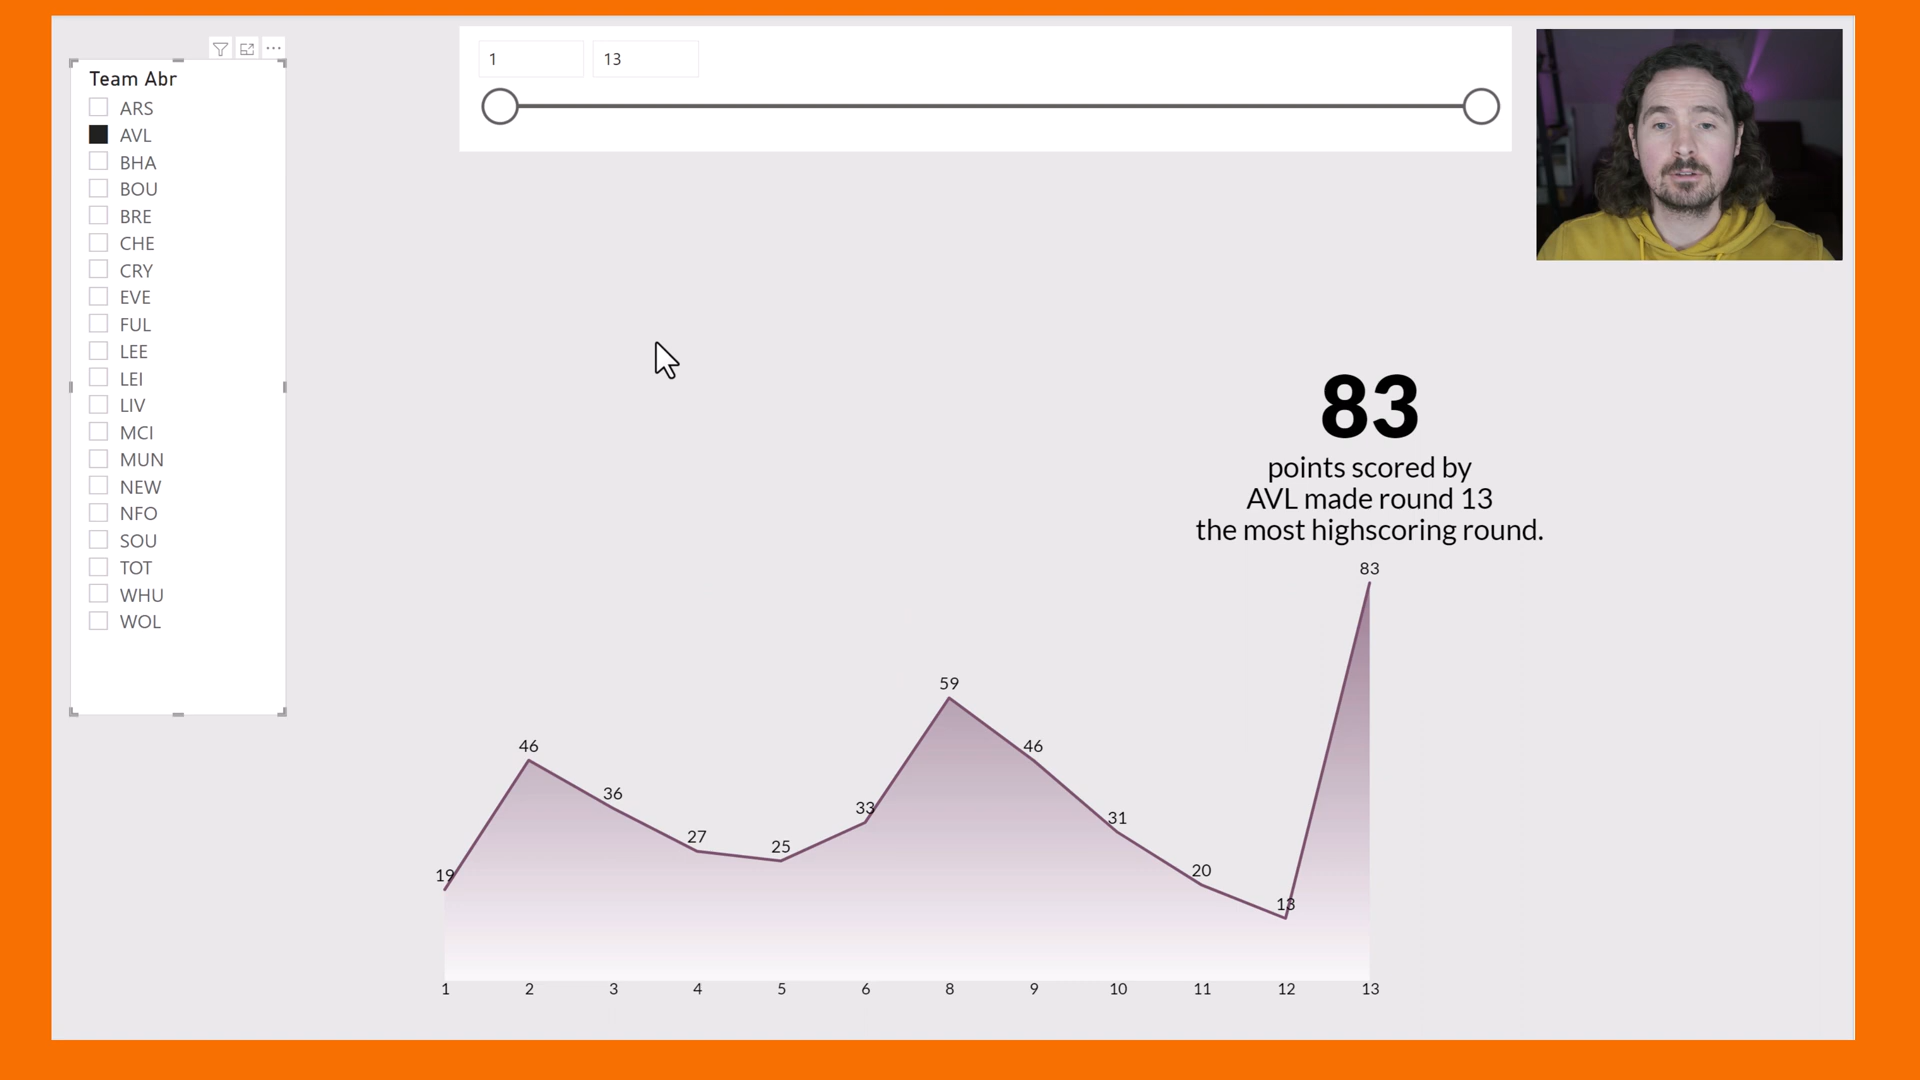 Team Abr
ARS
AVL
BHA
BOU
BRE
CHE
CRY
EVE
FUL
LEE
LEI
LIV
MCI
MUN
NEW
NFO
SOU
TOT
WHU
WOL
1
13
83
points scored by
AVL made round 13
the most highscoring round.
19
46
36
27
25
33
59
46
31
20
13
83
1
2
3
4
5
6
8
9
10
11
12
13